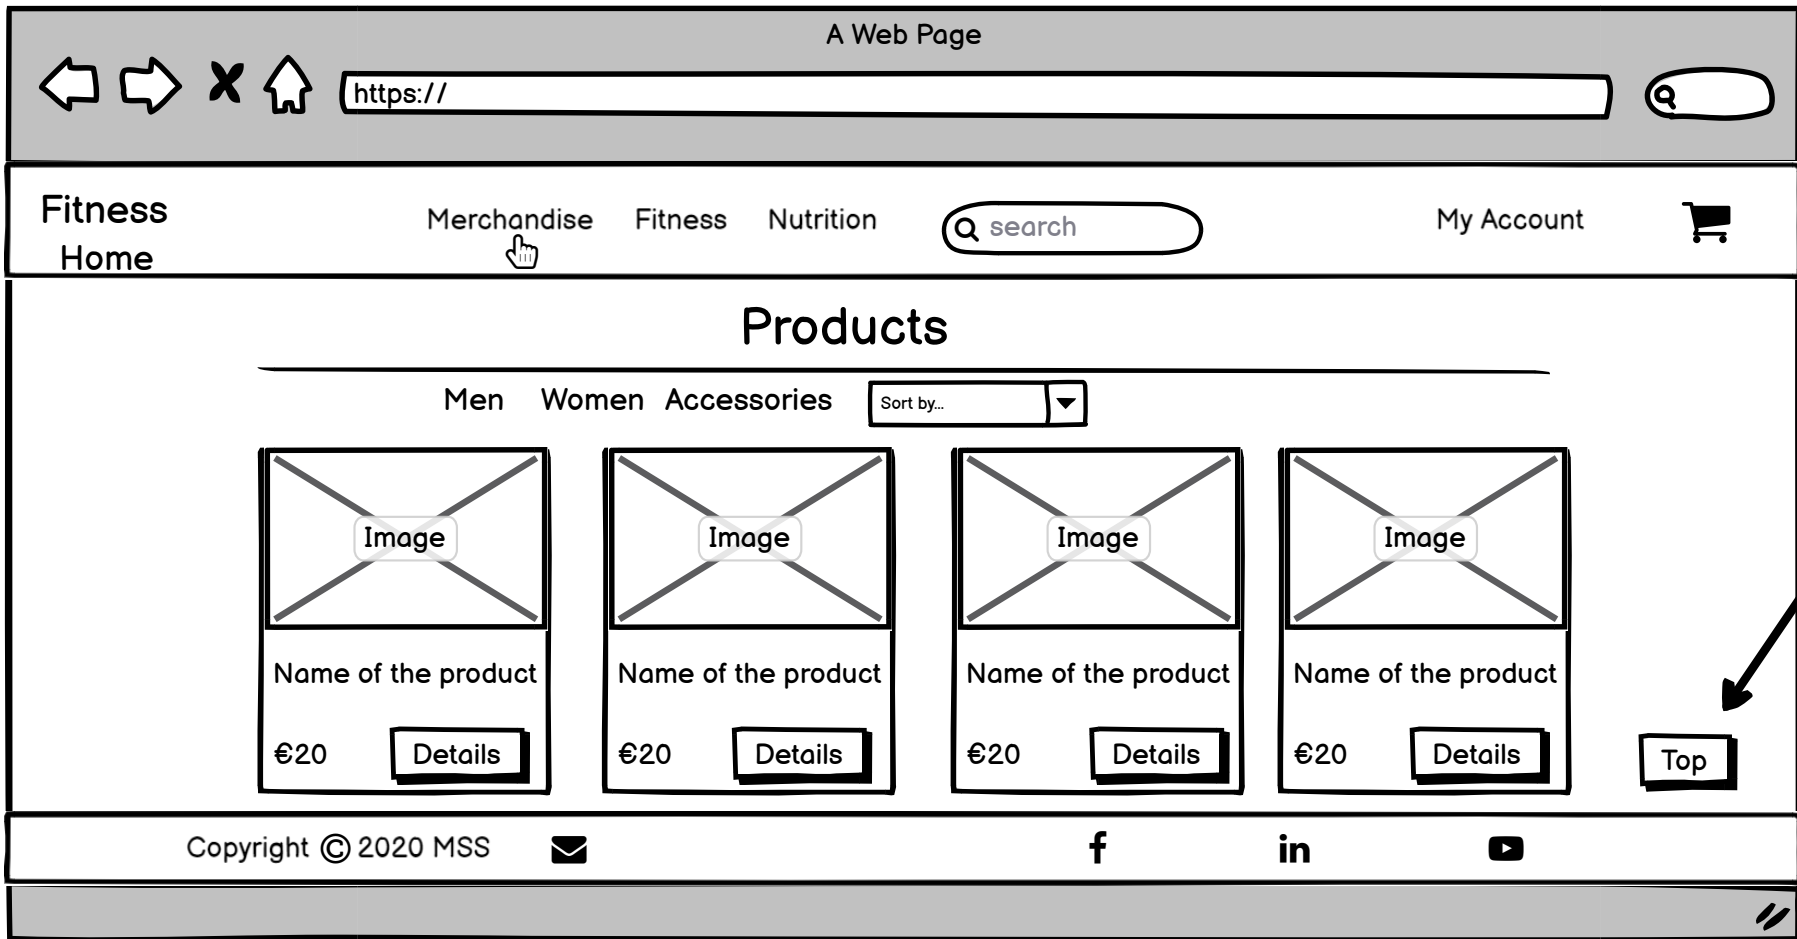 A Web Page
https://
Fitness
Home
Merchandise Fitness Nutrition search My Account
Products
Men Women Accessories Sort by...
Image Image Image Image
Name of the product Name of the product Name of the product Name of the product
€20 Details €20 Details €20 Details €20 Details Top
Copyright © 2020 MSS f in